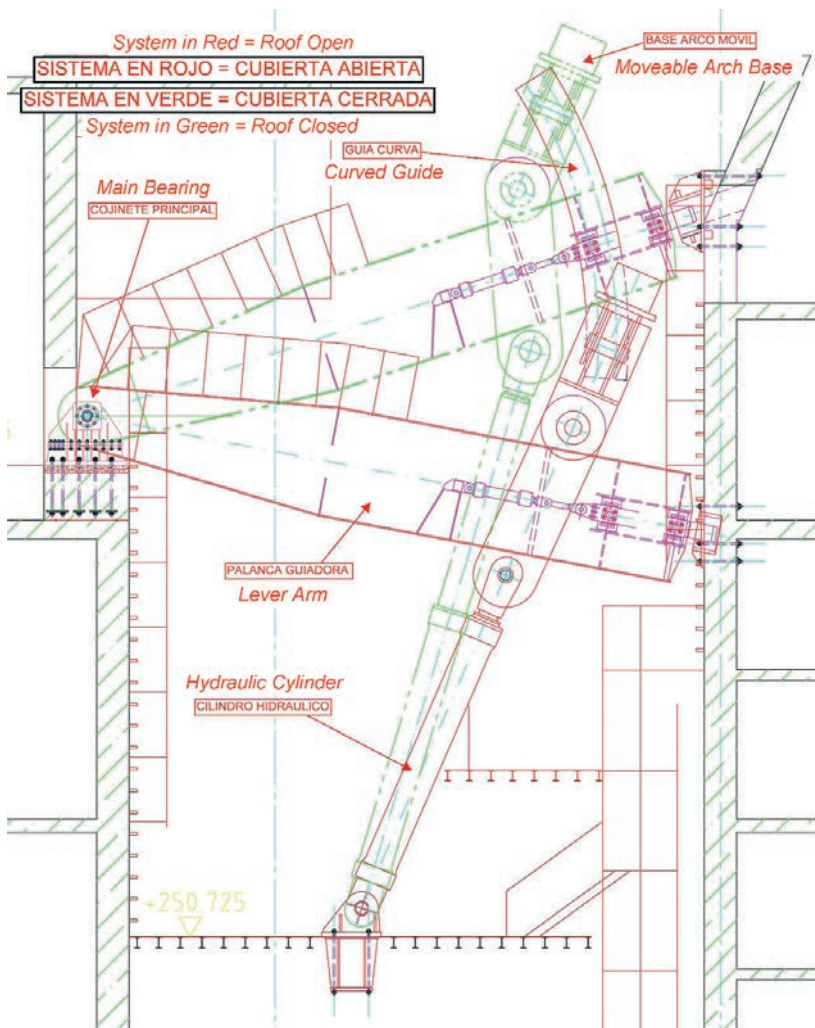 System in Red = Roof Open
SISTEMA EN ROJO = CUBIERTA ABIERTA
SISTEMA EN VERDE = CUBIERTA CERRADA
System in Green = Roof Closed
BASE ARCO MOVIL
Moveable Arch Base
GUIA CURVA
Curved Guide
Main Bearing
COJINETE PRINCIPAL
PALANCA GUIADORA
Lever Arm
Hydraulic Cylinder
CILINDRO HIDRAULICO
+250.725